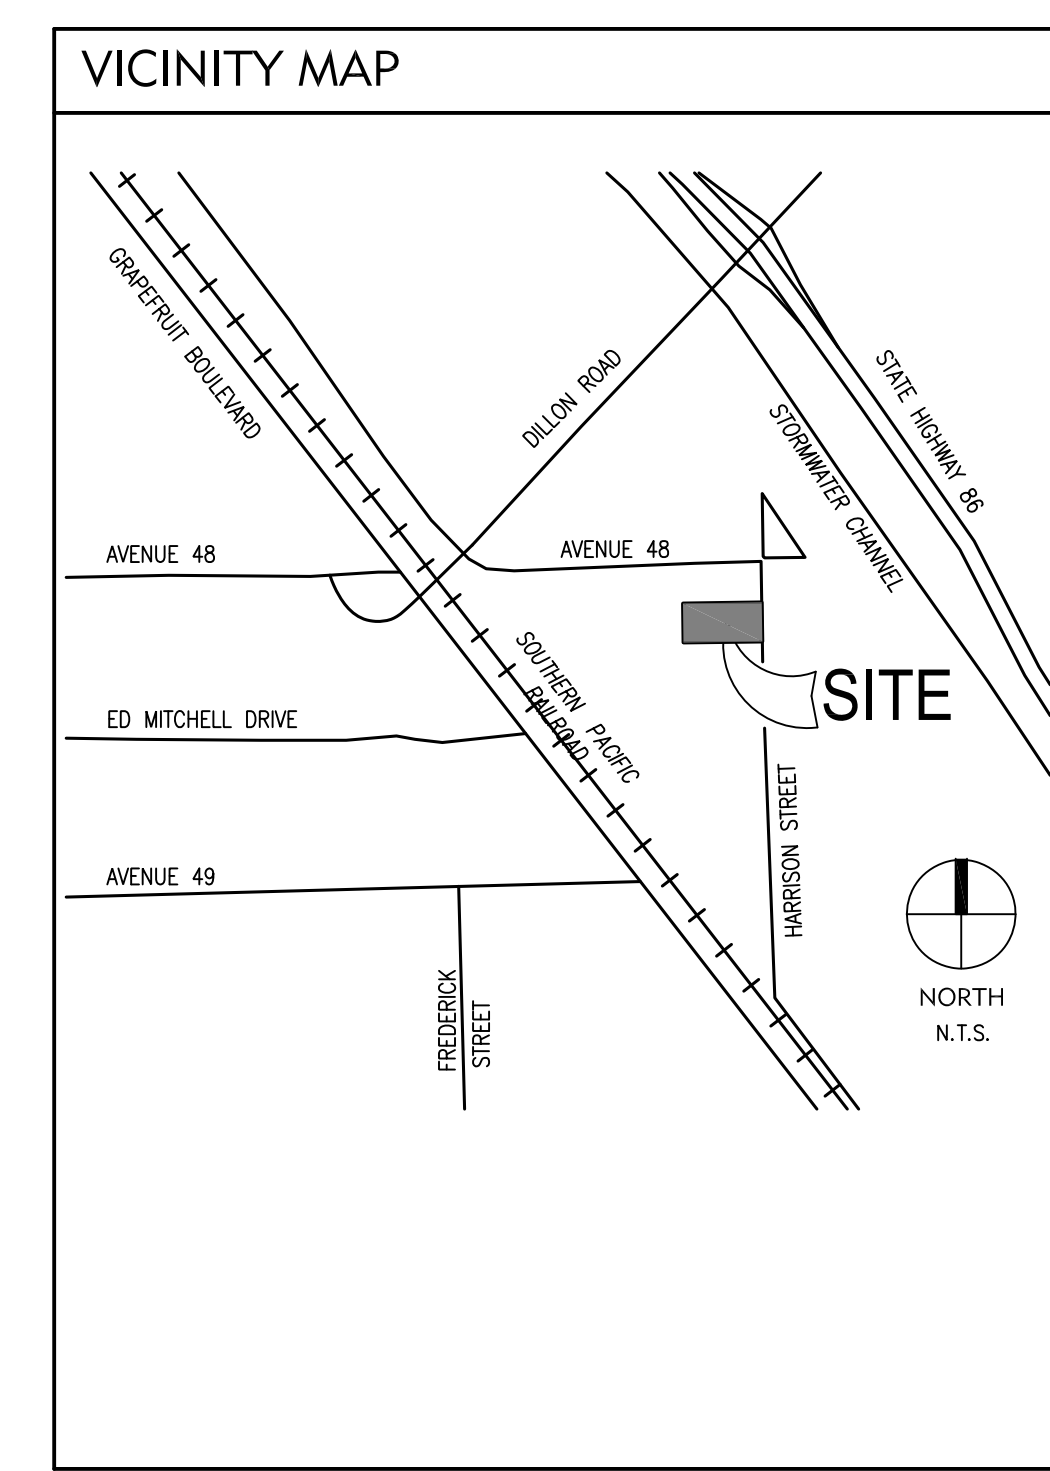 VICINITY MAP
GRAPEFRUIT BOULEVARD
DILLON ROAD
STATE HIGHWAY 86
STORMWATER CHANNEL
AVENUE 48
AVENUE 48
SOUTHERN PACIFIC
RAILROAD
SITE
ED MITCHELL DRIVE
HARRISON STREET
AVENUE 49
FREDERICK
STREET
NORTH
N.T.S.